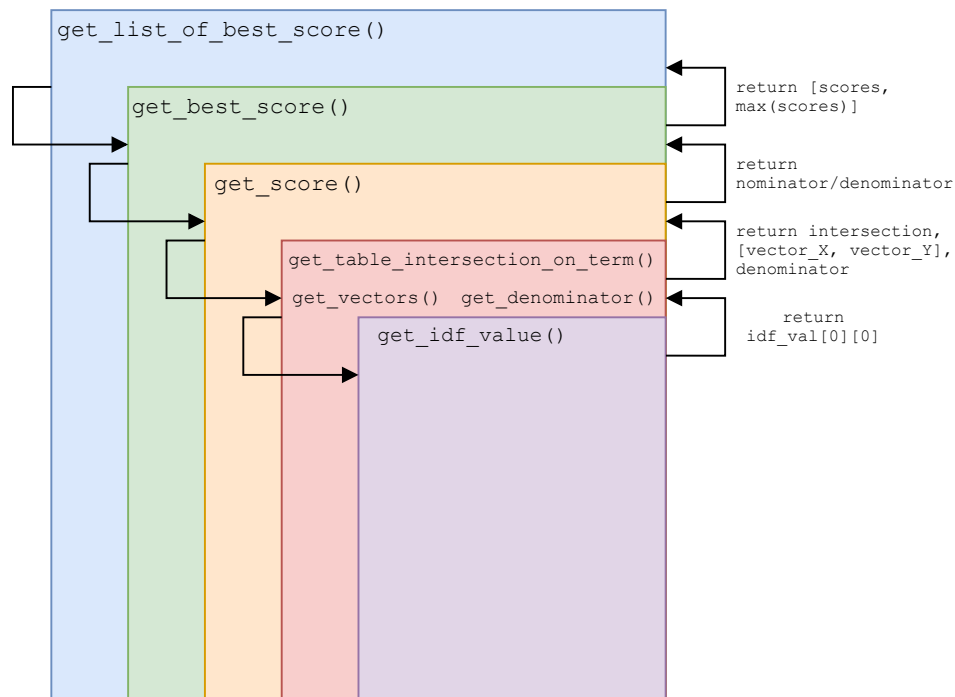 get_list_of_best_score()
return [scores,
max(scores)]
get_best_score()
return
nominator/denominator
get_score()
return intersection,
[vector_X, vector_Y],
denominator
get_table_intersection_on_term()
get_vectors() get_denominator()
return
idf_val[0][0]
get_idf_value()